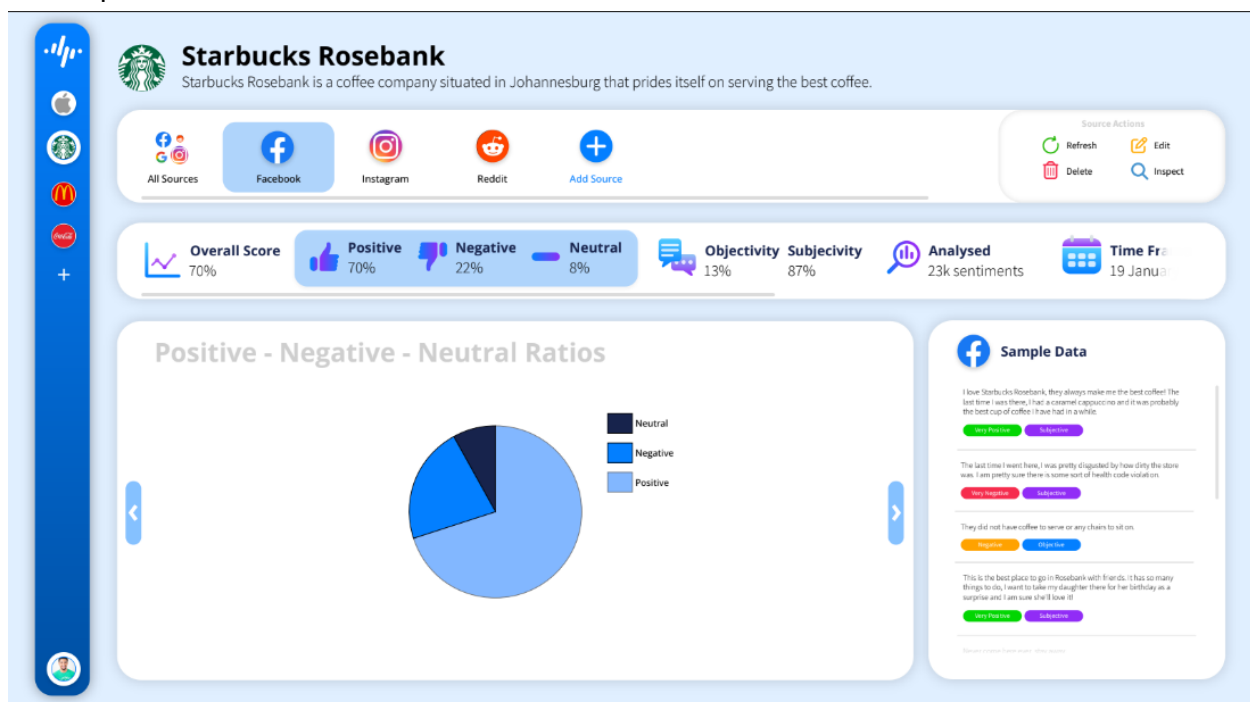 Starbucks Rosebank
Starbucks Rosebank is a coffee company situated in Johannesburg that prides itself on serving the best coffee.
Source Actions
Refresh Edit
Delete Inspect
All Sources Facebook Instagram Reddit Add Source
Overall Score Positive Negative Neutral Objectivity Subjecivity Analysed Time Fra
70% 70% 22% 8% 13% 87% 23k sentiments 19 Janua
Positive - Negative - Neutral Ratios
Neutral
Negative
Positive
Sample Data
I love Starbucks Rosebank, they always make me the best coffee! The
last time I was there, I had a caramel cappuccino and it was probably
the best cup of coffee I have had in a while.
Very Positive Subjective
The last time I went here, I was pretty disgusted by how dirty the store
was. I am pretty sure there is some sort of health code violation.
Very Negative Subjective
They did not have coffee to serve or any chairs to sit on.
Negative Objective
This is the best place to go in Rosebank with friends. It has so many
things to do, I want to take my daughter there for her birthday as a
surprise and I am sure she'll love it!
Very Positive Subjective